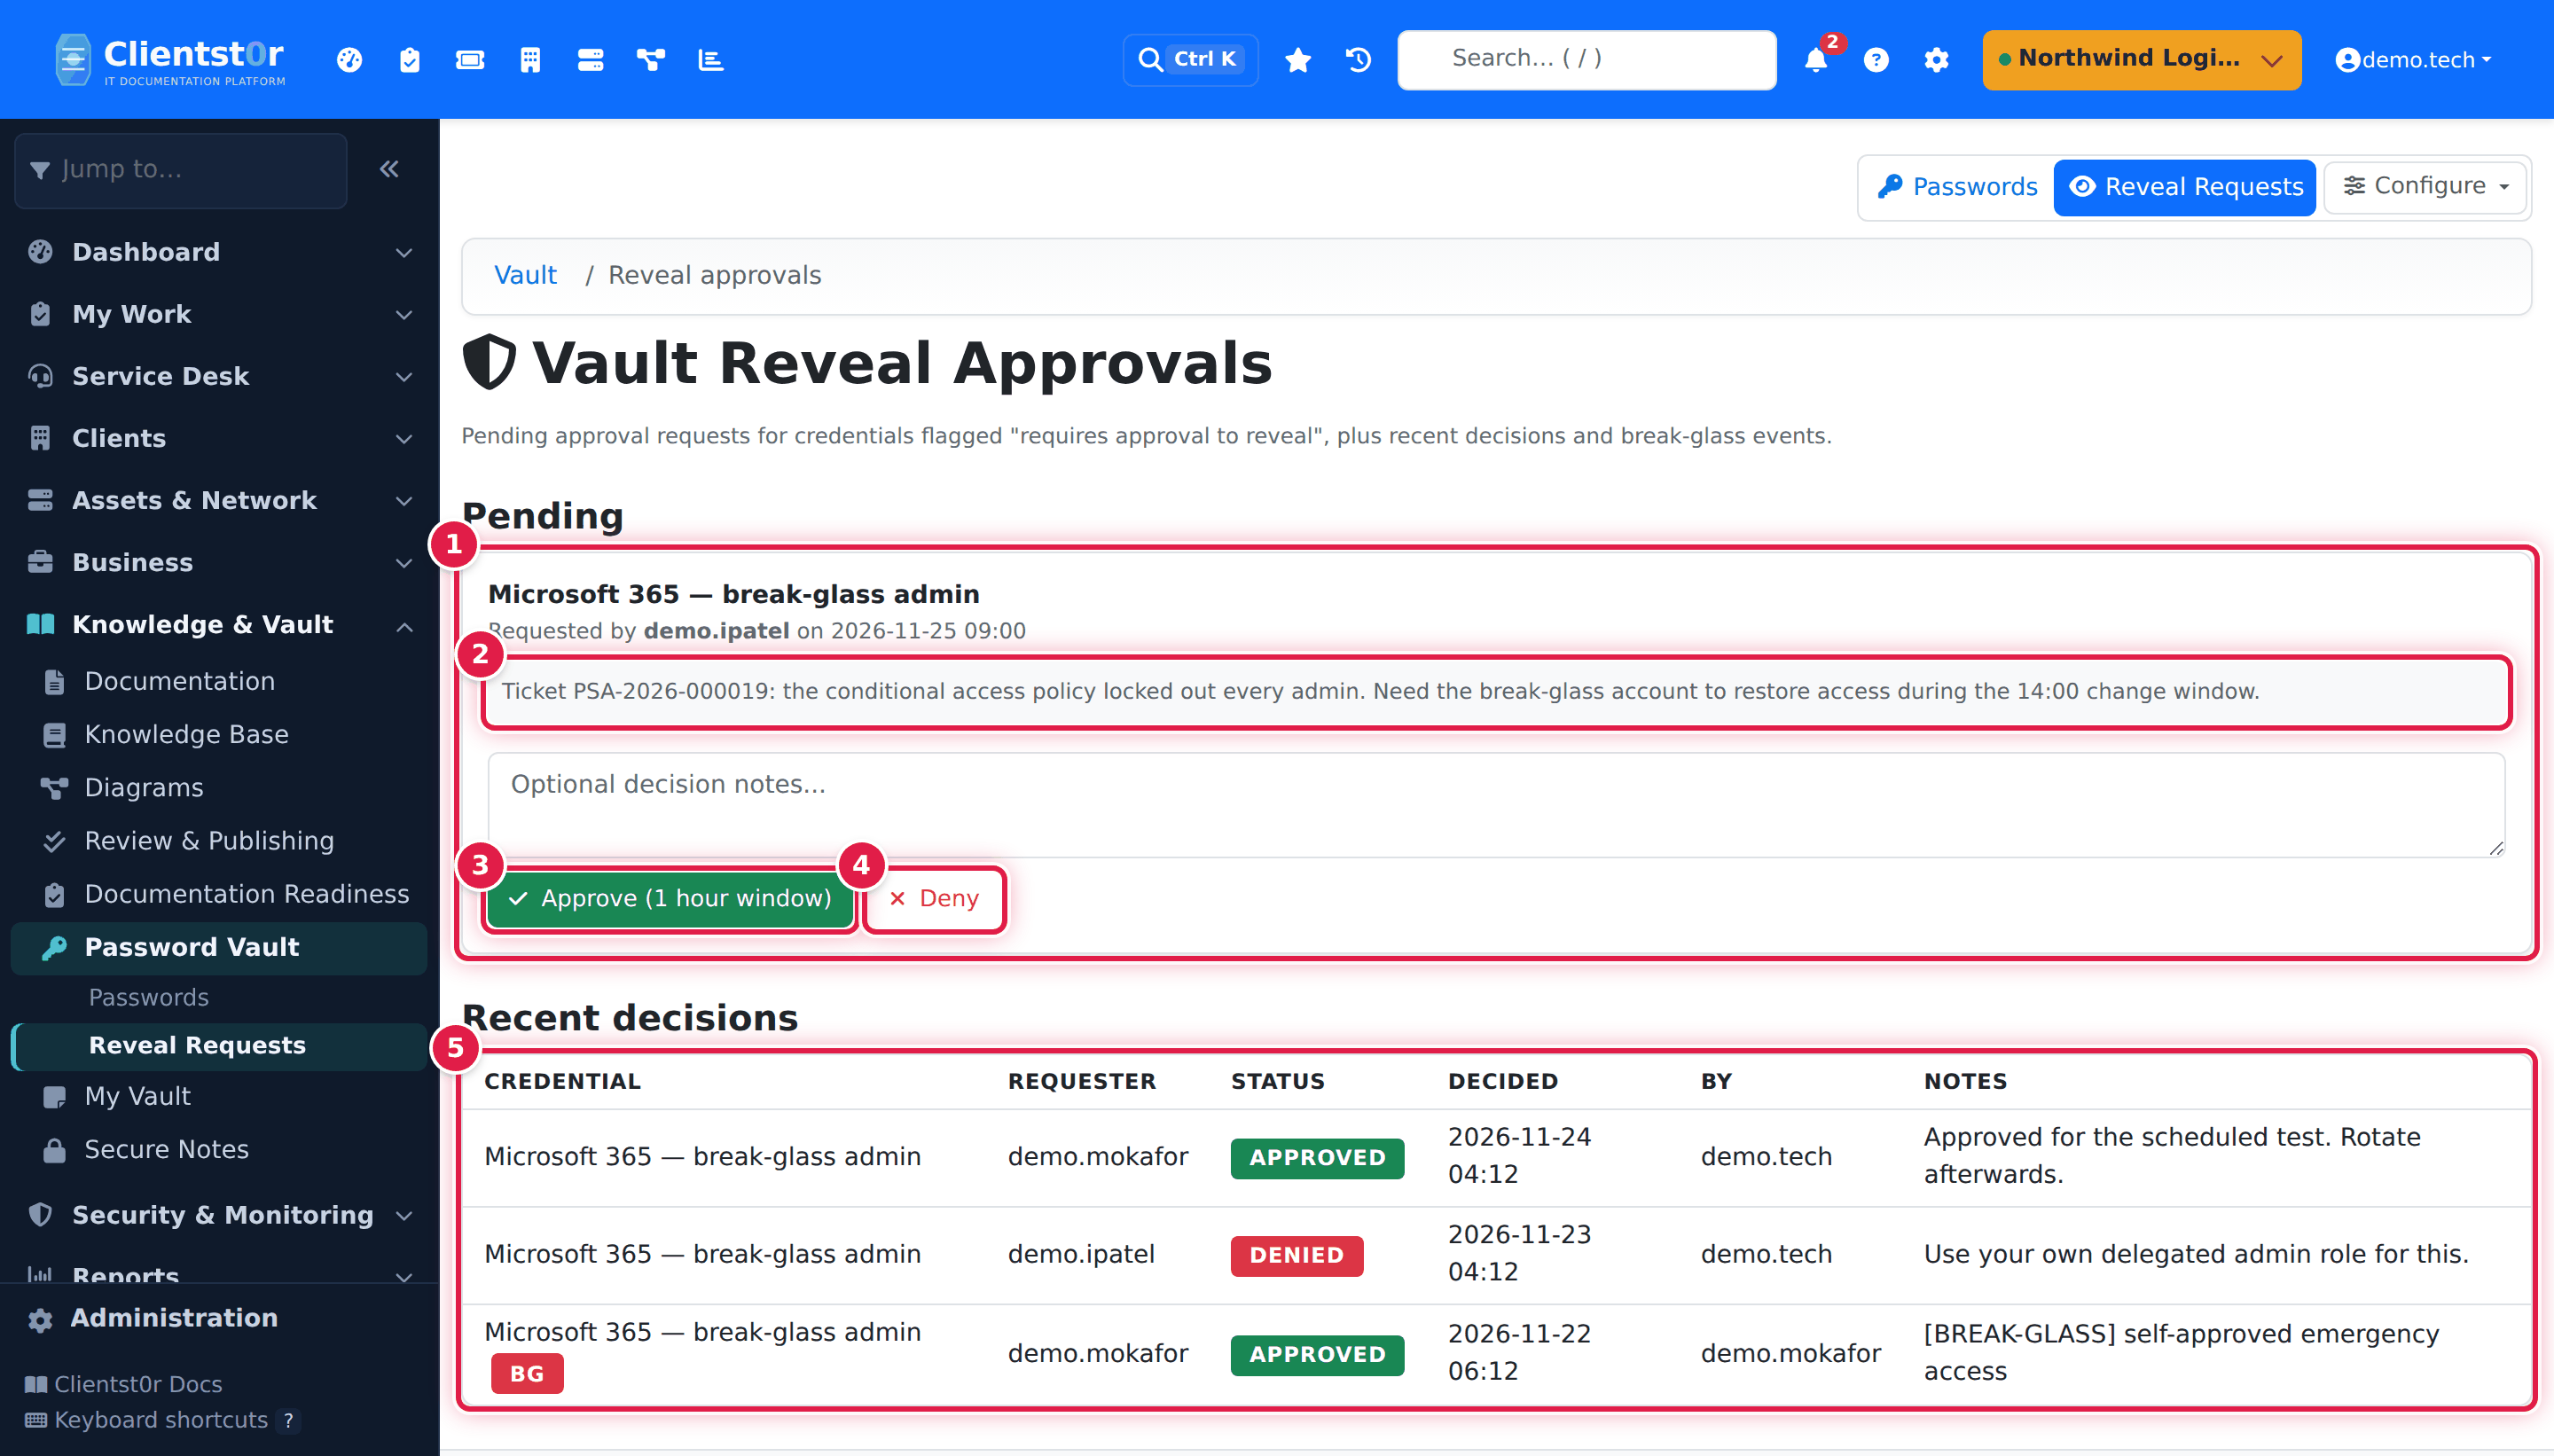 Clientst0r
IT DOCUMENTATION PLATFORM
Ctrl K
Search... ( / )
2
Northwind Logi...
demo.tech
Jump to...
Dashboard
My Work
Service Desk
Clients
Assets & Network
Business
Knowledge & Vault
Documentation
Knowledge Base
Diagrams
Review & Publishing
Documentation Readiness
Password Vault
Passwords
Reveal Requests
My Vault
Secure Notes
Security & Monitoring
Reports
Administration
Clientst0r Docs
Keyboard shortcuts ?
Passwords
Reveal Requests
Configure
Vault / Reveal approvals
Vault Reveal Approvals
Pending approval requests for credentials flagged "requires approval to reveal", plus recent decisions and break-glass events.
Pending
1
Microsoft 365 — break-glass admin
Requested by demo.ipatel on 2026-11-25 09:00
2
Ticket PSA-2026-000019: the conditional access policy locked out every admin. Need the break-glass account to restore access during the 14:00 change window.
Optional decision notes...
3
Approve (1 hour window)
4
Deny
Recent decisions
5
CREDENTIAL REQUESTER STATUS DECIDED BY NOTES
Microsoft 365 — break-glass admin demo.mokafor APPROVED 2026-11-24 04:12 demo.tech Approved for the scheduled test. Rotate afterwards.
Microsoft 365 — break-glass admin demo.ipatel DENIED 2026-11-23 04:12 demo.tech Use your own delegated admin role for this.
Microsoft 365 — break-glass admin BG demo.mokafor APPROVED 2026-11-22 06:12 demo.mokafor [BREAK-GLASS] self-approved emergency access